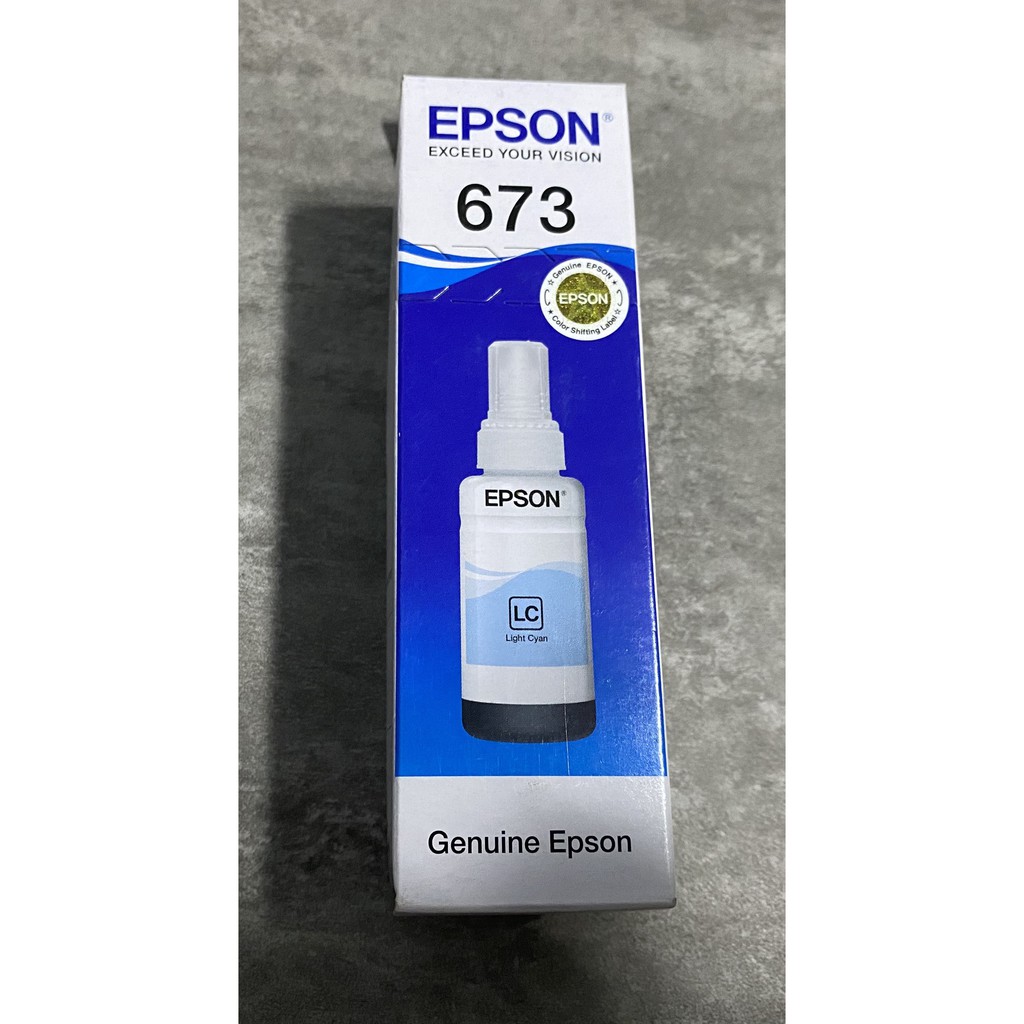 EPSON®
EXCEED YOUR VISION
673
Genuine EPSON
EPSON
Color Shifting Label
EPSON®
LC
Light Cyan
Genuine Epson